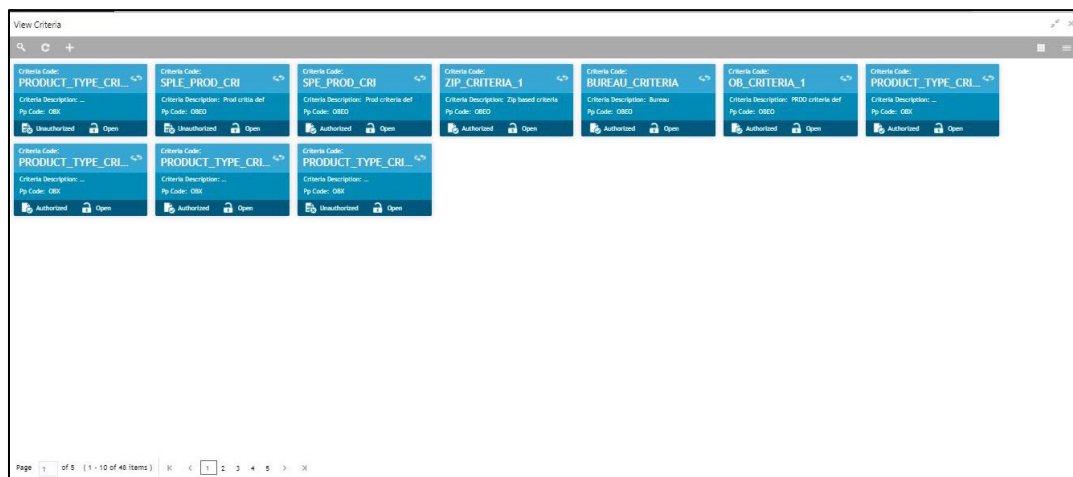 View Criteria
Criteria Code:
PRODUCT_TYPE_CRI...
Criteria Description: ...
Pp Code: OBX
Unauthorized Open
Criteria Code:
SPLE_PROD_CRI
Criteria Description: Prod critia def
Pp Code: OBEO
Unauthorized Open
Criteria Code:
SPE_PROD_CRI
Criteria Description: Prod criteria def
Pp Code: OBEO
Authorized Open
Criteria Code:
ZIP_CRITERIA_1
Criteria Description: Zip based criteria
Pp Code: OBEO
Authorized Open
Criteria Code:
BUREAU_CRITERIA
Criteria Description: Bureau
Pp Code: OBEO
Authorized Open
Criteria Code:
OB_CRITERIA_1
Criteria Description: PROD criteria def
Pp Code: OBEO
Authorized Open
Criteria Code:
PRODUCT_TYPE_CRI...
Criteria Description: ...
Pp Code: OBX
Authorized Open
Criteria Code:
PRODUCT_TYPE_CRI...
Criteria Description: ...
Pp Code: OBX
Authorized Open
Criteria Code:
PRODUCT_TYPE_CRI...
Criteria Description: ...
Pp Code: OBX
Authorized Open
Criteria Code:
PRODUCT_TYPE_CRI...
Criteria Description: ...
Pp Code: OBX
Unauthorized Open
Page 1 of 5 (1 - 10 of 48 items) K < 1 2 3 4 5 > X